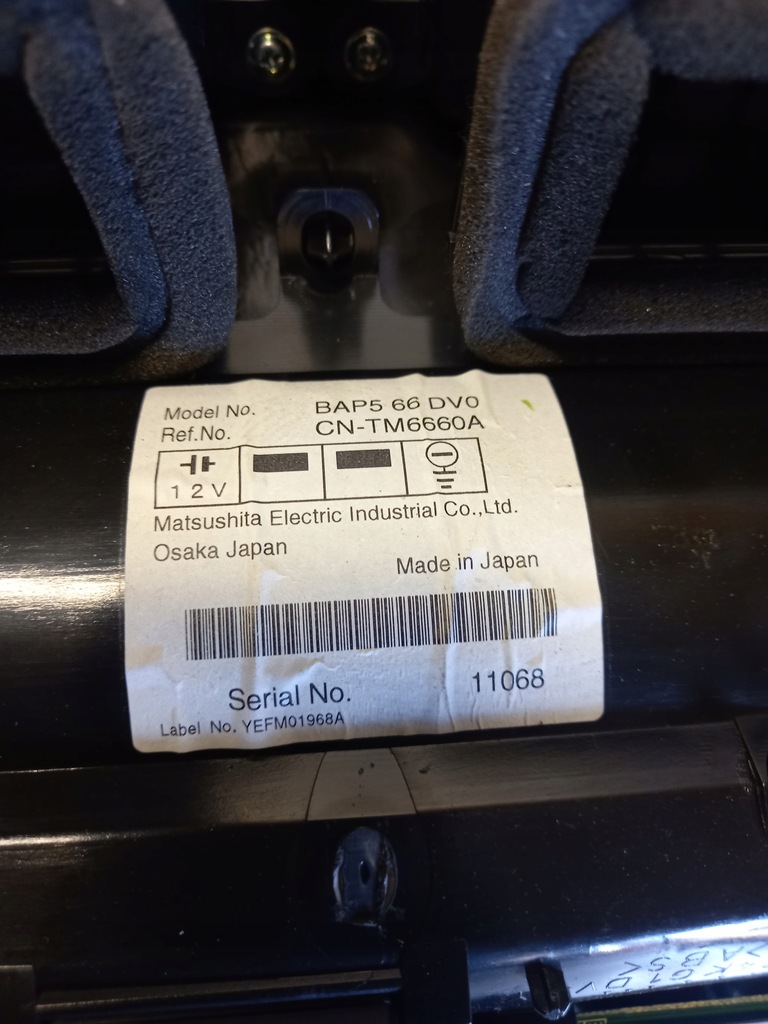 Model No. BAP5 66 DV0
Ref.No. CN-TM6660A
12V
Matsushita Electric Industrial Co.,Ltd.
Osaka Japan
Made in Japan
Serial No. 11068
Label No. YEFM01968A